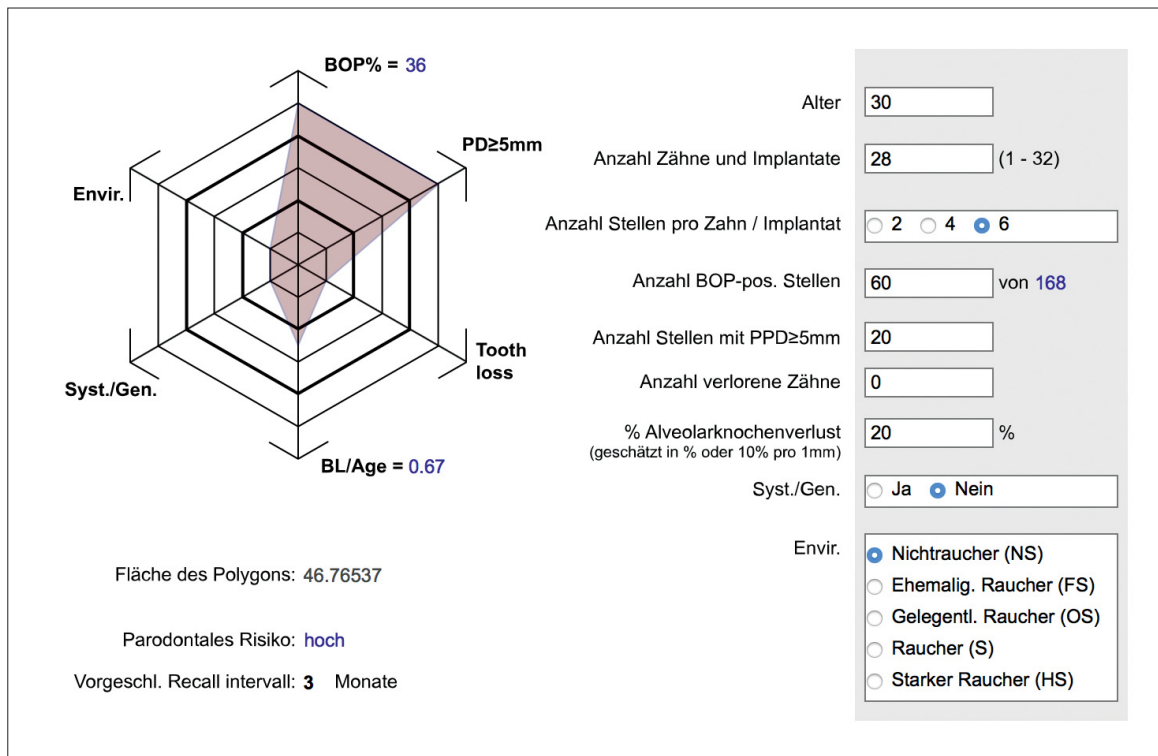 BOP% = 36
PD≥5mm
Envir.
Tooth
loss
Syst./Gen.
BL/Age = 0.67
Fläche des Polygons: 46.76537
Parodontales Risiko: hoch
Vorgeschl. Recall intervall: 3 Monate
Alter 30
Anzahl Zähne und Implantate 28 (1 - 32)
Anzahl Stellen pro Zahn / Implantat 2 4 6
Anzahl BOP-pos. Stellen 60 von 168
Anzahl Stellen mit PPD≥5mm 20
Anzahl verlorene Zähne 0
% Alveolarknochenverlust 20 %
(geschätzt in % oder 10% pro 1mm)
Syst./Gen. Ja Nein
Envir. Nichtraucher (NS)
Ehemalig. Raucher (FS)
Gelegentl. Raucher (OS)
Raucher (S)
Starker Raucher (HS)